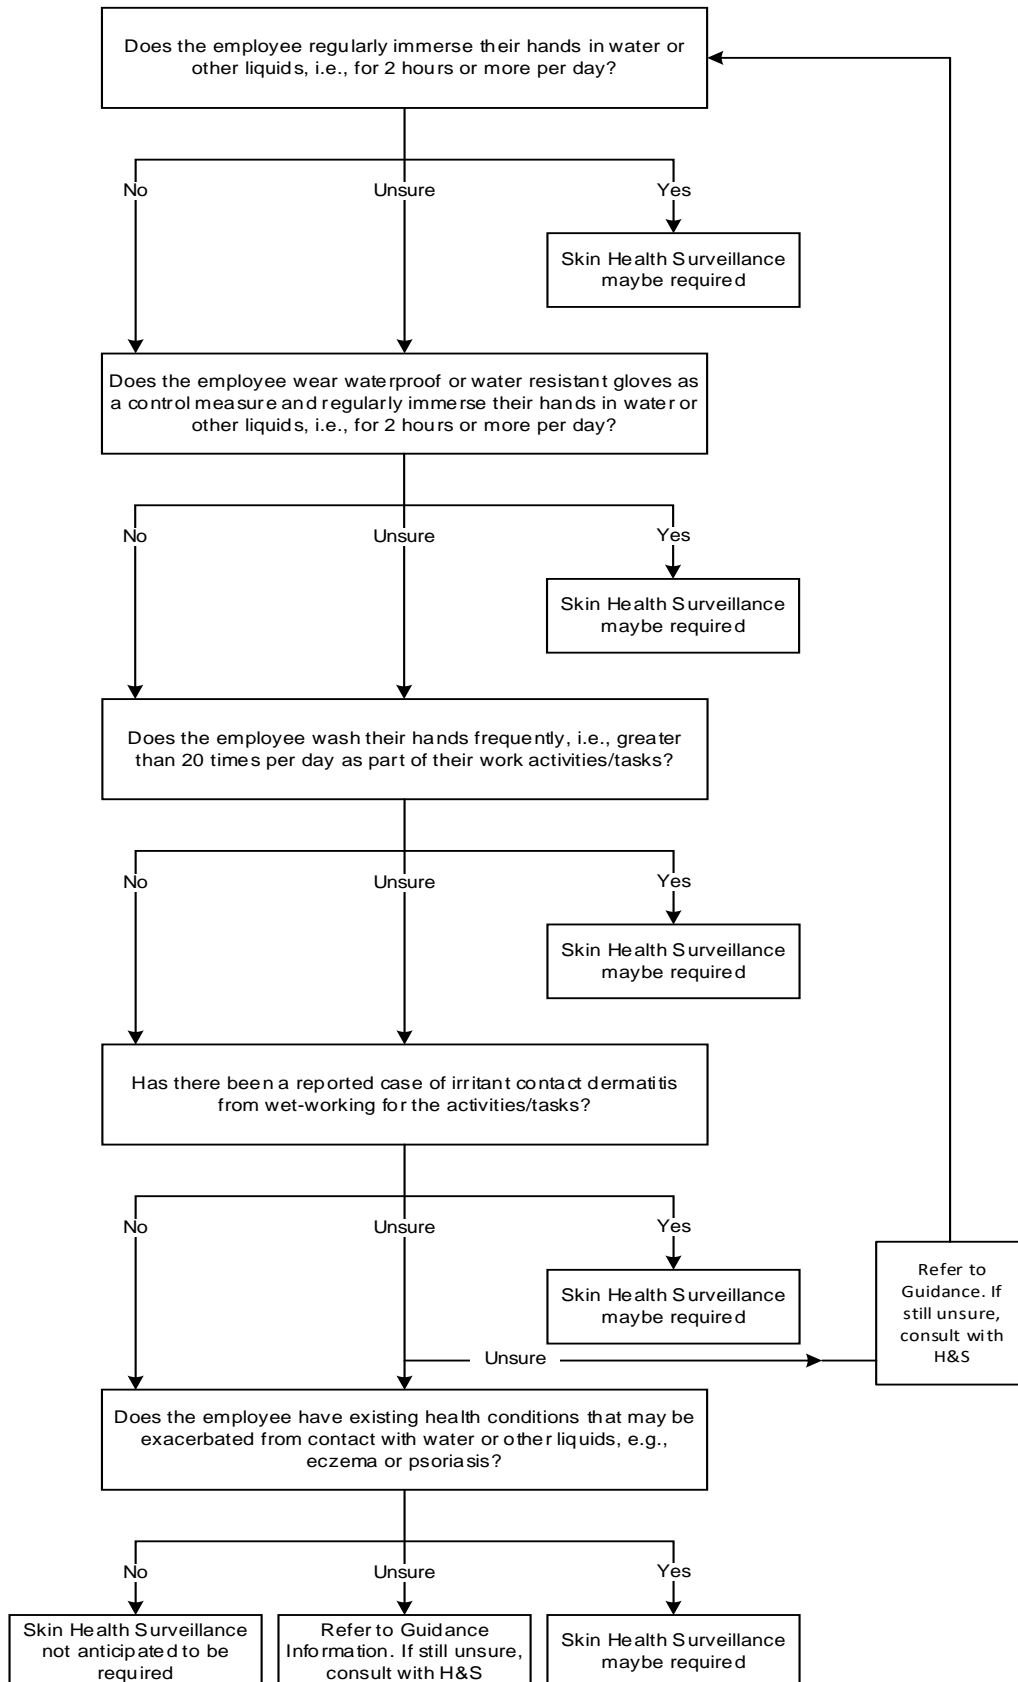 Does the employee regularly immerse their hands in water or
other liquids, i.e., for 2 hours or more per day?
No
Unsure
Yes
Skin Health Surveillance
maybe required
Does the employee wear waterproof or water resistant gloves as
a control measure and regularly immerse their hands in water or
other liquids, i.e., for 2 hours or more per day?
No
Unsure
Yes
Skin Health Surveillance
maybe required
Does the employee wash their hands frequently, i.e., greater
than 20 times per day as part of their work activities/tasks?
No
Unsure
Yes
Skin Health Surveillance
maybe required
Has there been a reported case of irritant contact dermatitis
from wet-working for the activities/tasks?
No
Unsure
Yes
Skin Health Surveillance
maybe required
Refer to
Guidance. If
still unsure,
consult with
H&S
Unsure
Does the employee have existing health conditions that may be
exacerbated from contact with water or other liquids, e.g.,
eczema or psoriasis?
No
Unsure
Yes
Skin Health Surveillance
not anticipated to be
required
Refer to Guidance
Information. If still unsure,
consult with H&S
Skin Health Surveillance
maybe required